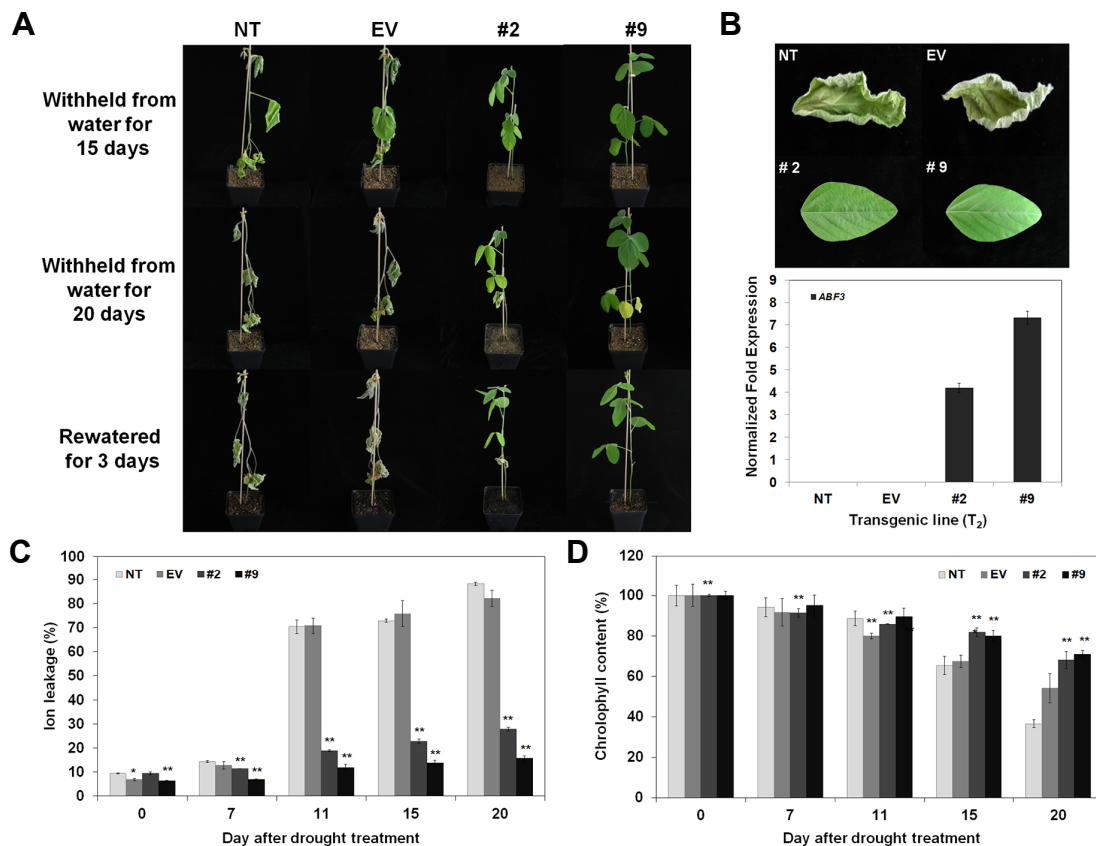 A
NT EV #2 #9
Withheld from
water for
15 days
Withheld from
water for
20 days
Rewatered
for 3 days
B
NT EV
# 2 # 9
Normalized Fold Expression
9
8
7
6
5
4
3
2
1
0
ABF3
NT EV #2 #9
Transgenic line (T2)
C
Ion leakage (%)
100
90
80
70
60
50
40
30
20
10
0
NT EV #2 #9
* **
** **
** **
** **
** **
0 7 11 15 20
Day after drought treatment
D
Chrolophyll content (%)
120
100
80
60
40
20
0
NT EV #2 #9
**
**
** ** **
** **
** **
0 7 11 15 20
Day after drought treatment